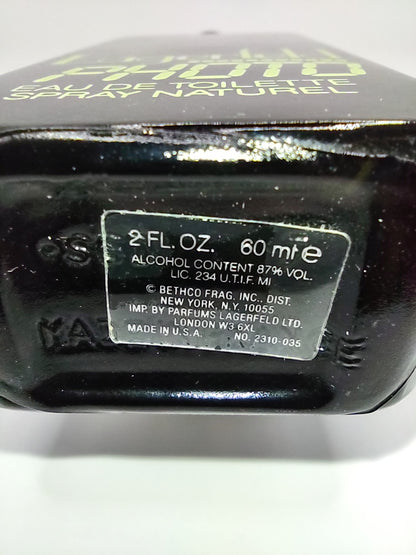 PHOTO
EAU DE TOILETTE
SPRAY NATUREL
2 FL. OZ. 60 ml e
ALCOHOL CONTENT 87% VOL.
LIC. 234 U.T.I.F. MI
© BETHCO FRAG. INC., DIST.
NEW YORK, N.Y. 10055
IMP. BY PARFUMS LAGERFELD LTD.
LONDON W3 6XL
MADE IN U.S.A. NO. 2310-035